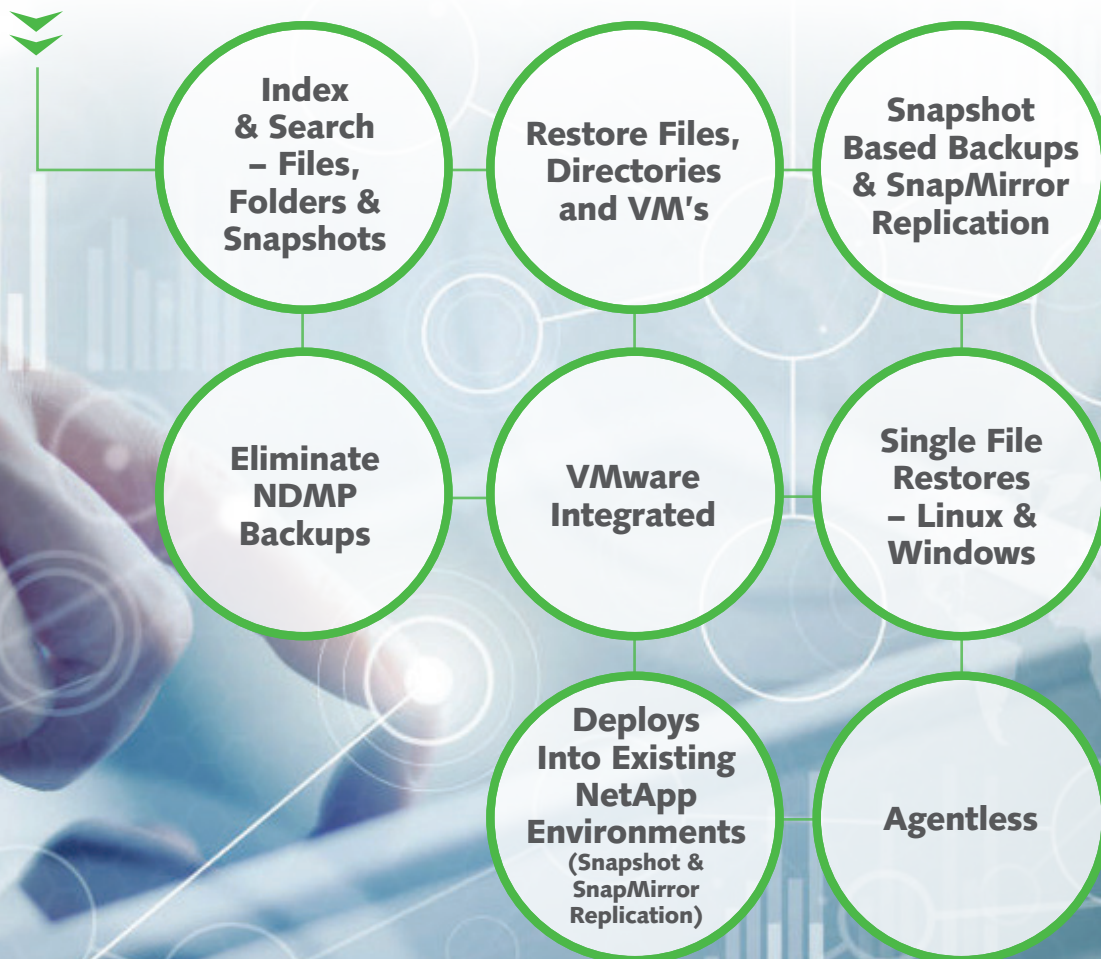 Index
& Search
– Files,
Folders &
Snapshots
Restore Files,
Directories
and VM's
Snapshot
Based Backups
& SnapMirror
Replication
Eliminate
NDMP
Backups
VMware
Integrated
Single File
Restores
– Linux &
Windows
Deploys
Into Existing
NetApp
Environments
(Snapshot &
SnapMirror
Replication)
Agentless